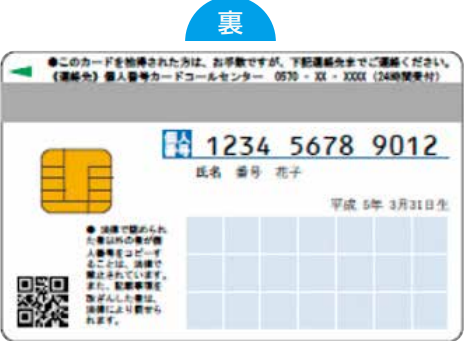 裏
●このカードを拾得された方は、お手数ですが、下記連絡先までご連絡ください。
《連絡先》個人番号カードコールセンター 0570 - XX - XXXX (24時間受付)
個人番号 1234 5678 9012
氏名 番号 花子
平成 5年 3月31日生
● 法律で認められ
た者以外の者が個
人番号をコピーす
ることは、法律で
禁止されています。
また、記載事項を
改ざんした者は、
法律により罰せら
れます。